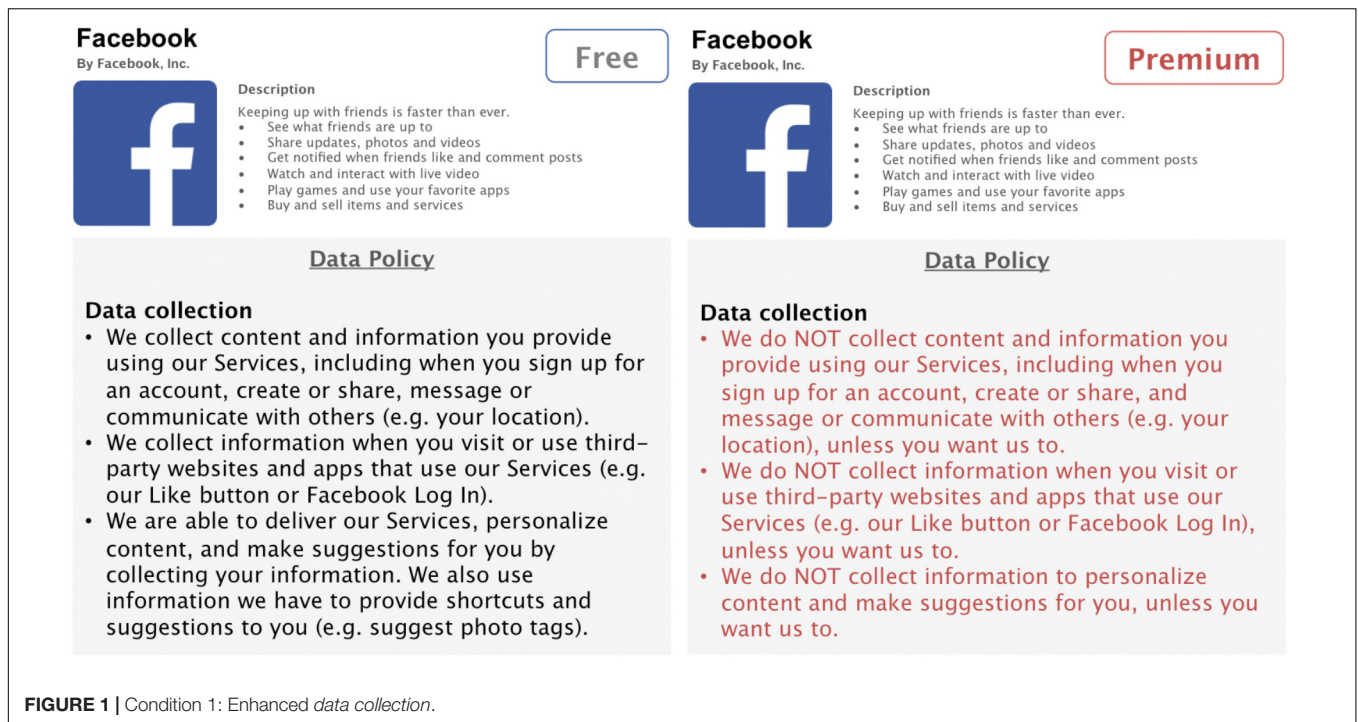 Facebook
By Facebook, Inc.
Free
Description
Keeping up with friends is faster than ever.
• See what friends are up to
• Share updates, photos and videos
• Get notified when friends like and comment posts
• Watch and interact with live video
• Play games and use your favorite apps
• Buy and sell items and services
Data Policy
Data collection
• We collect content and information you provide
using our Services, including when you sign up for
an account, create or share, message or
communicate with others (e.g. your location).
• We collect information when you visit or use third-
party websites and apps that use our Services (e.g.
our Like button or Facebook Log In).
• We are able to deliver our Services, personalize
content, and make suggestions for you by
collecting your information. We also use
information we have to provide shortcuts and
suggestions to you (e.g. suggest photo tags).
Facebook
By Facebook, Inc.
Premium
Description
Keeping up with friends is faster than ever.
• See what friends are up to
• Share updates, photos and videos
• Get notified when friends like and comment posts
• Watch and interact with live video
• Play games and use your favorite apps
• Buy and sell items and services
Data Policy
Data collection
• We do NOT collect content and information you
provide using our Services, including when you
sign up for an account, create or share, and
message or communicate with others (e.g. your
location), unless you want us to.
• We do NOT collect information when you visit or
use third-party websites and apps that use our
Services (e.g. our Like button or Facebook Log In),
unless you want us to.
• We do NOT collect information to personalize
content and make suggestions for you, unless you
want us to.
FIGURE 1 | Condition 1: Enhanced data collection.